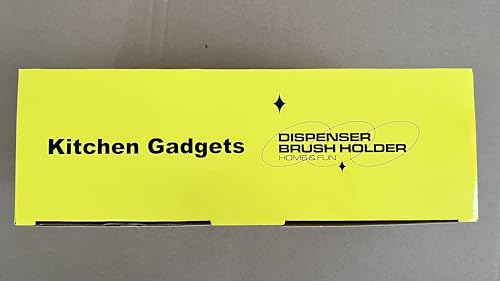 Kitchen Gadgets
DISPENSER
BRUSH HOLDER
HOME & FUN